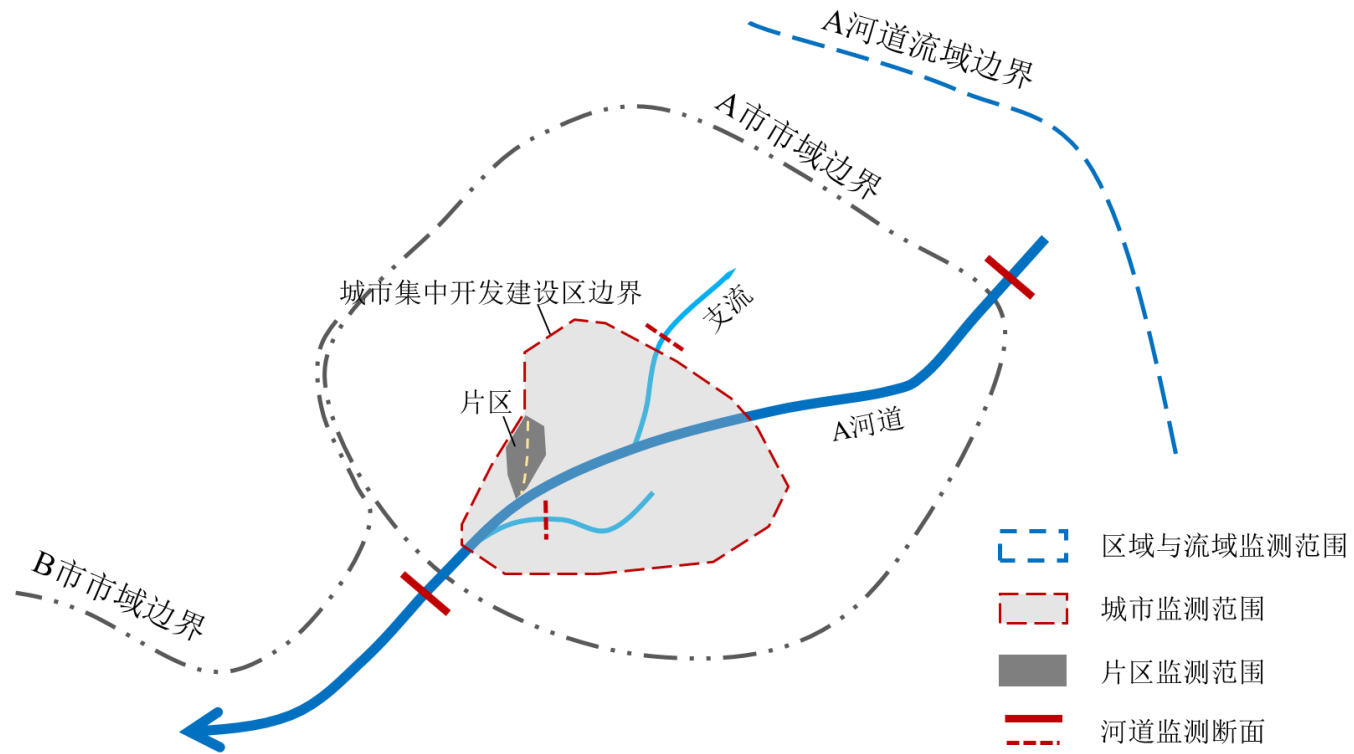 A河道流域边界
A市市域边界
城市集中开发建设区边界
支流
片区
A河道
B市市域边界
区域与流域监测范围
城市监测范围
片区监测范围
河道监测断面